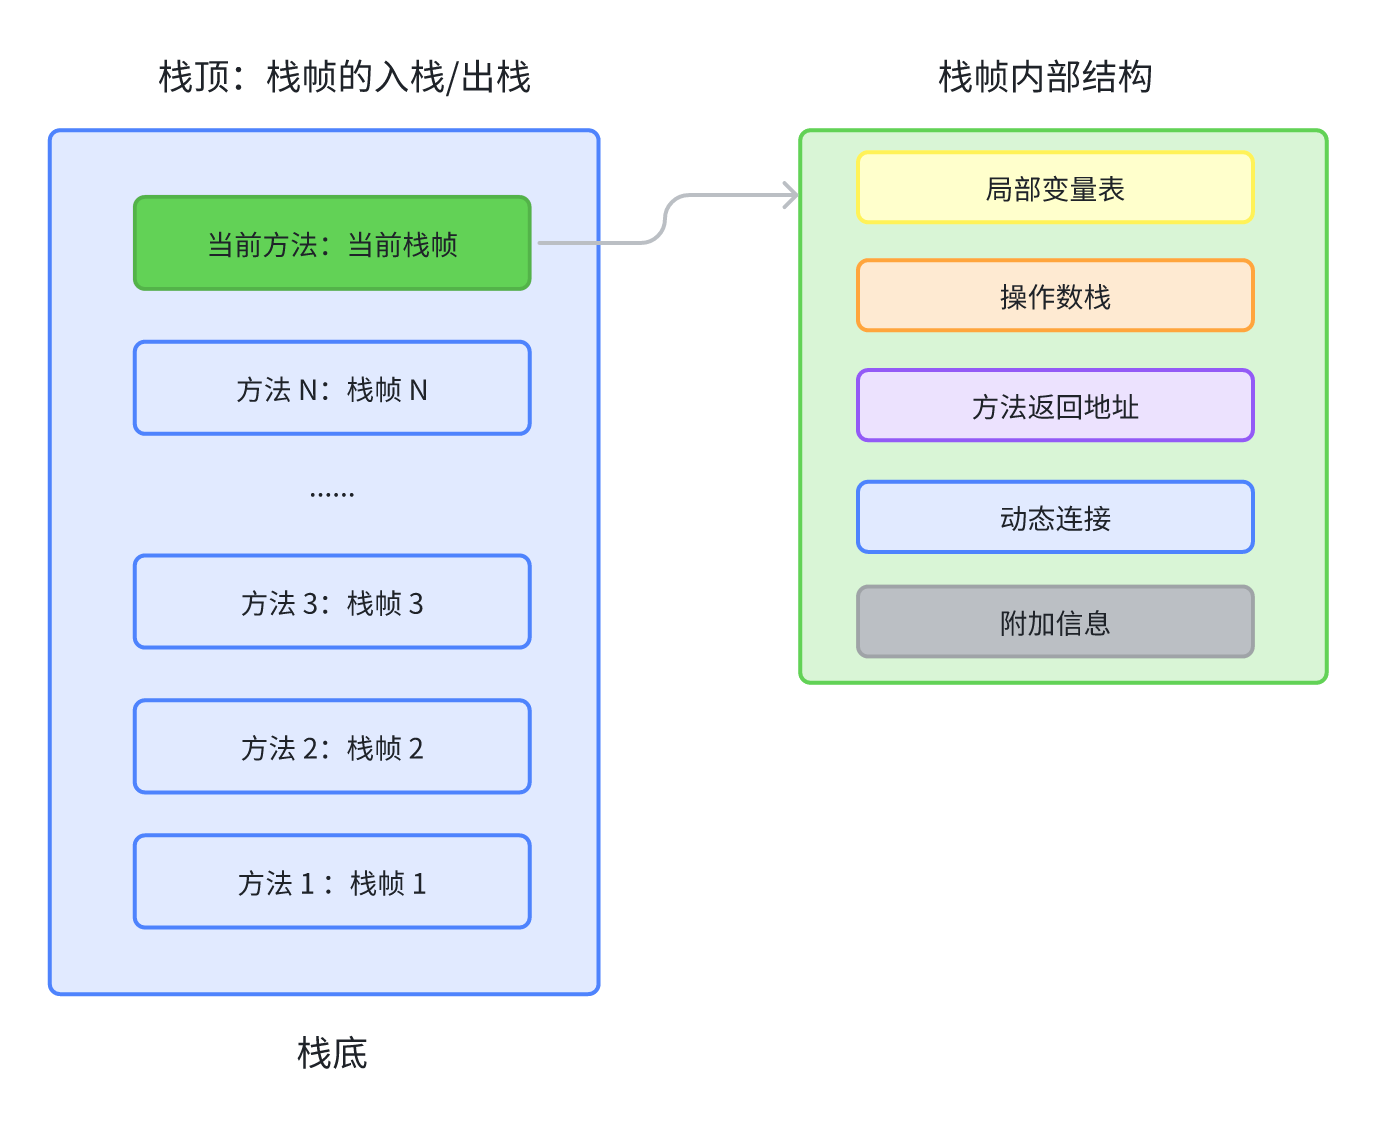 栈顶：栈帧的入栈/出栈
当前方法：当前栈帧
方法 N：栈帧 N
......
方法 3：栈帧 3
方法 2：栈帧 2
方法 1 ：栈帧 1
栈底
栈帧内部结构
局部变量表
操作数栈
方法返回地址
动态连接
附加信息